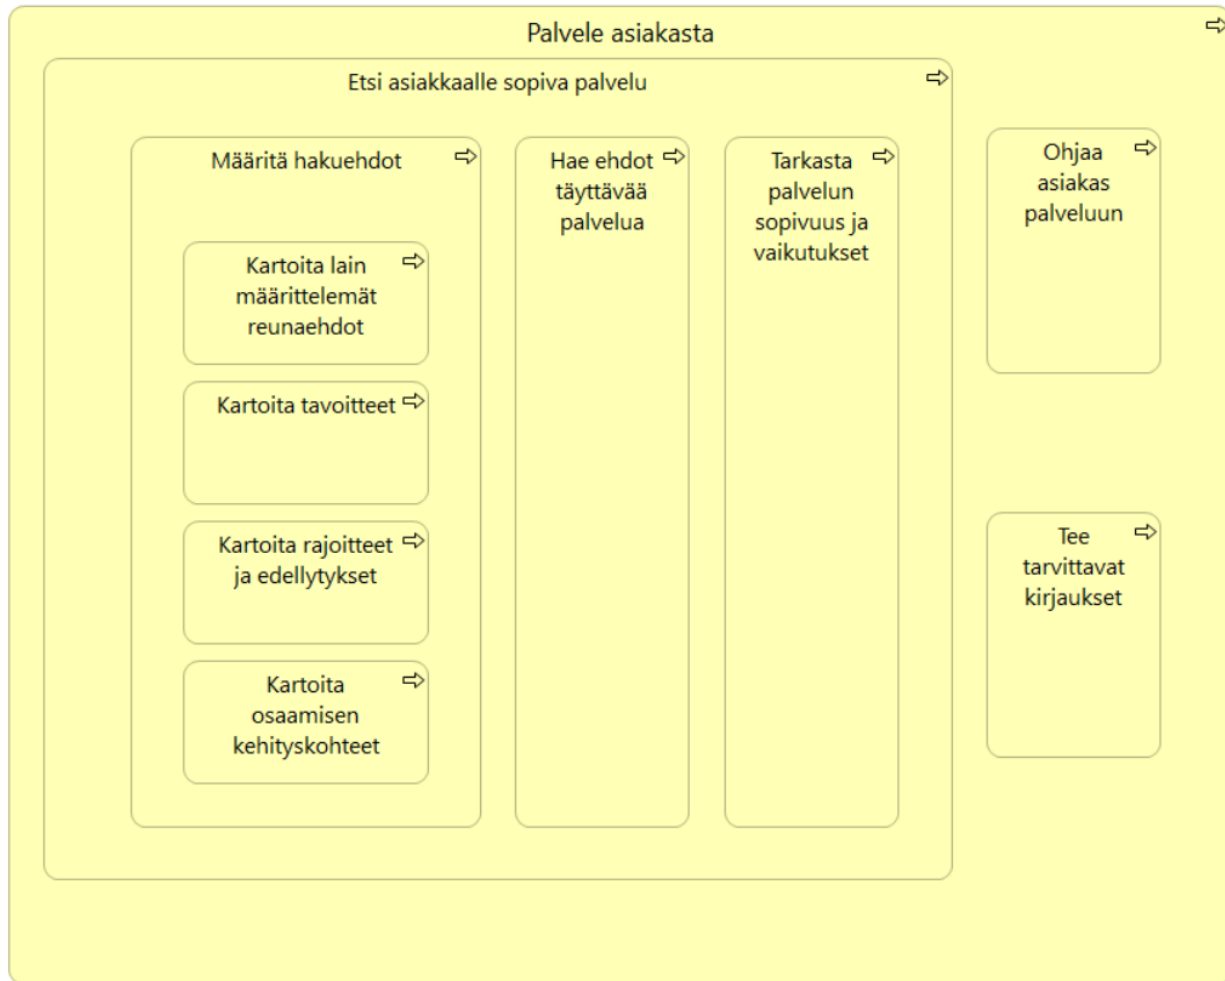 Palvele asiakasta
Etsi asiakkaalle sopiva palvelu
Määritä hakuehdot
Kartoita lain
määrittelemät
reunaehdot
Kartoita tavoitteet
Kartoita rajoitteet
ja edellytykset
Kartoita
osaamisen
kehityskohteet
Hae ehdot
täyttävää
palvelua
Tarkasta
palvelun
sopivuus ja
vaikutukset
Ohjaa
asiakas
palveluun
Tee
tarvittavat
kirjaukset